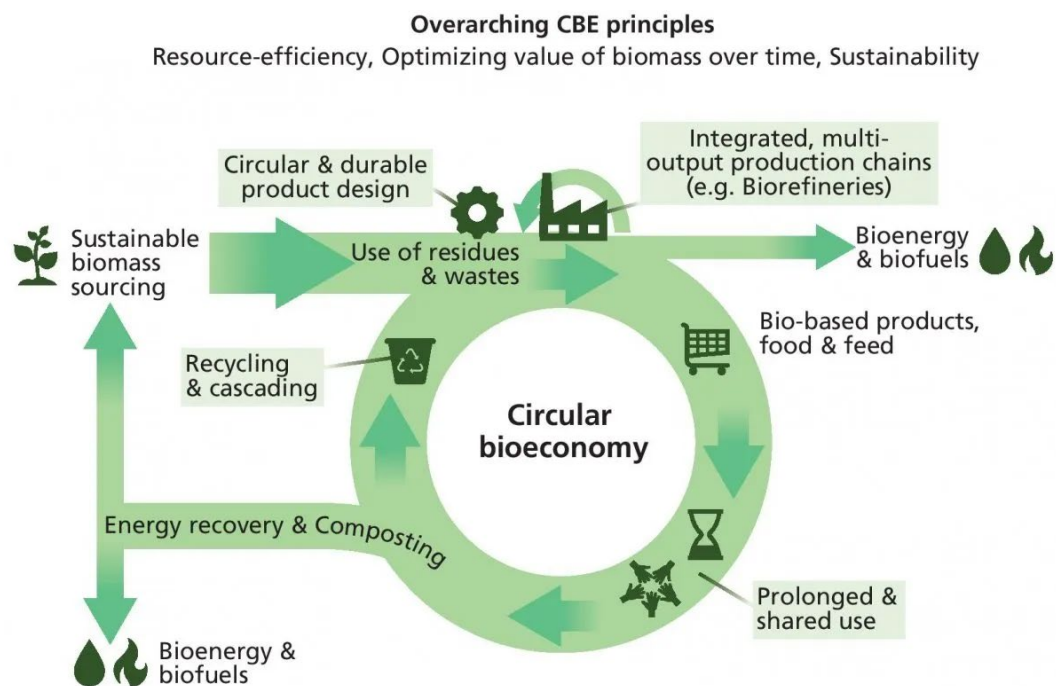 Overarching CBE principles
Resource-efficiency, Optimizing value of biomass over time, Sustainability
Circular & durable
product design
Integrated, multi-
output production chains
(e.g. Biorefineries)
Sustainable
biomass
sourcing
Use of residues
& wastes
Bioenergy
& biofuels
Bio-based products,
food & feed
Recycling
& cascading
Circular
bioeconomy
Energy recovery & Composting
Prolonged &
shared use
Bioenergy &
biofuels